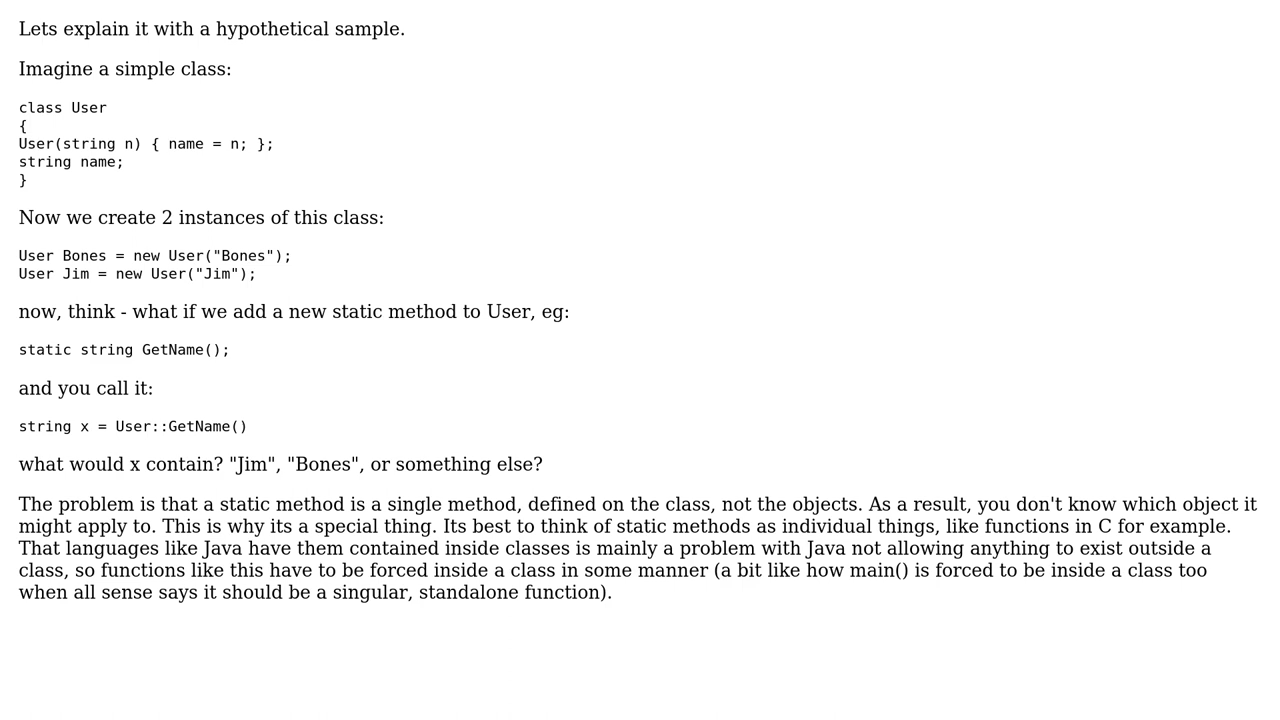 Lets explain it with a hypothetical sample.
Imagine a simple class:
class User
{
User(string n) { name = n; };
string name;
}
Now we create 2 instances of this class:
User Bones = new User("Bones");
User Jim = new User("Jim");
now, think - what if we add a new static method to User, eg:
static string GetName();
and you call it:
string x = User::GetName()
what would x contain? "Jim", "Bones", or something else?
The problem is that a static method is a single method, defined on the class, not the objects. As a result, you don't know which object it
might apply to. This is why its a special thing. Its best to think of static methods as individual things, like functions in C for example.
That languages like Java have them contained inside classes is mainly a problem with Java not allowing anything to exist outside a
class, so functions like this have to be forced inside a class in some manner (a bit like how main() is forced to be inside a class too
when all sense says it should be a singular, standalone function).